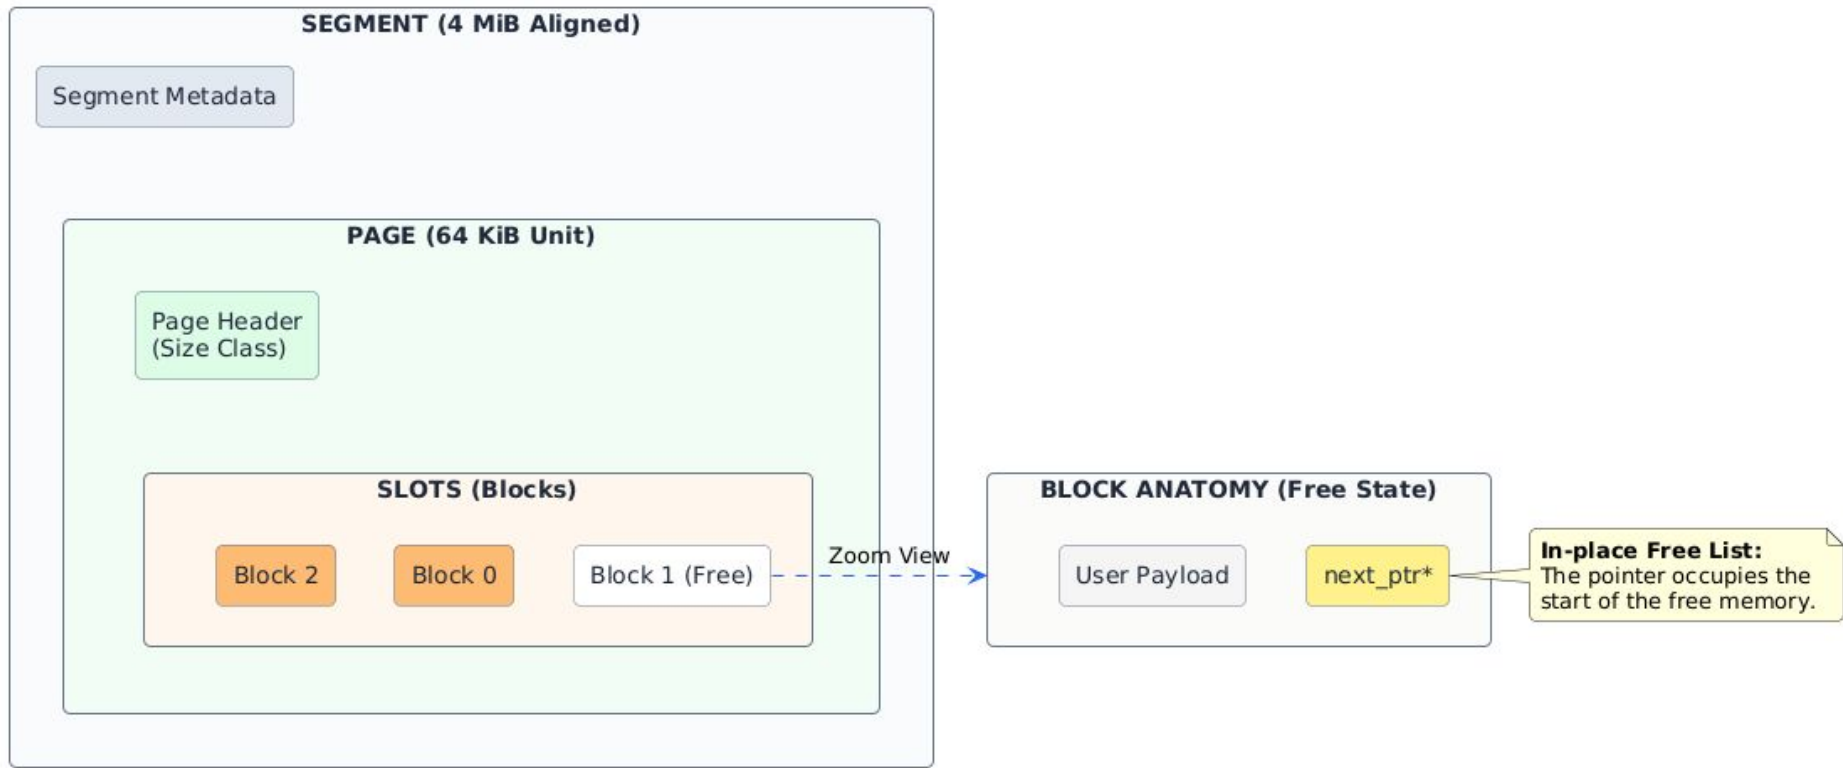 SEGMENT (4 MiB Aligned)
Segment Metadata
PAGE (64 KiB Unit)
Page Header
(Size Class)
SLOTS (Blocks)
Block 2
Block 0
Block 1 (Free)
Zoom View
BLOCK ANATOMY (Free State)
User Payload
next_ptr*
In-place Free List:
The pointer occupies the
start of the free memory.